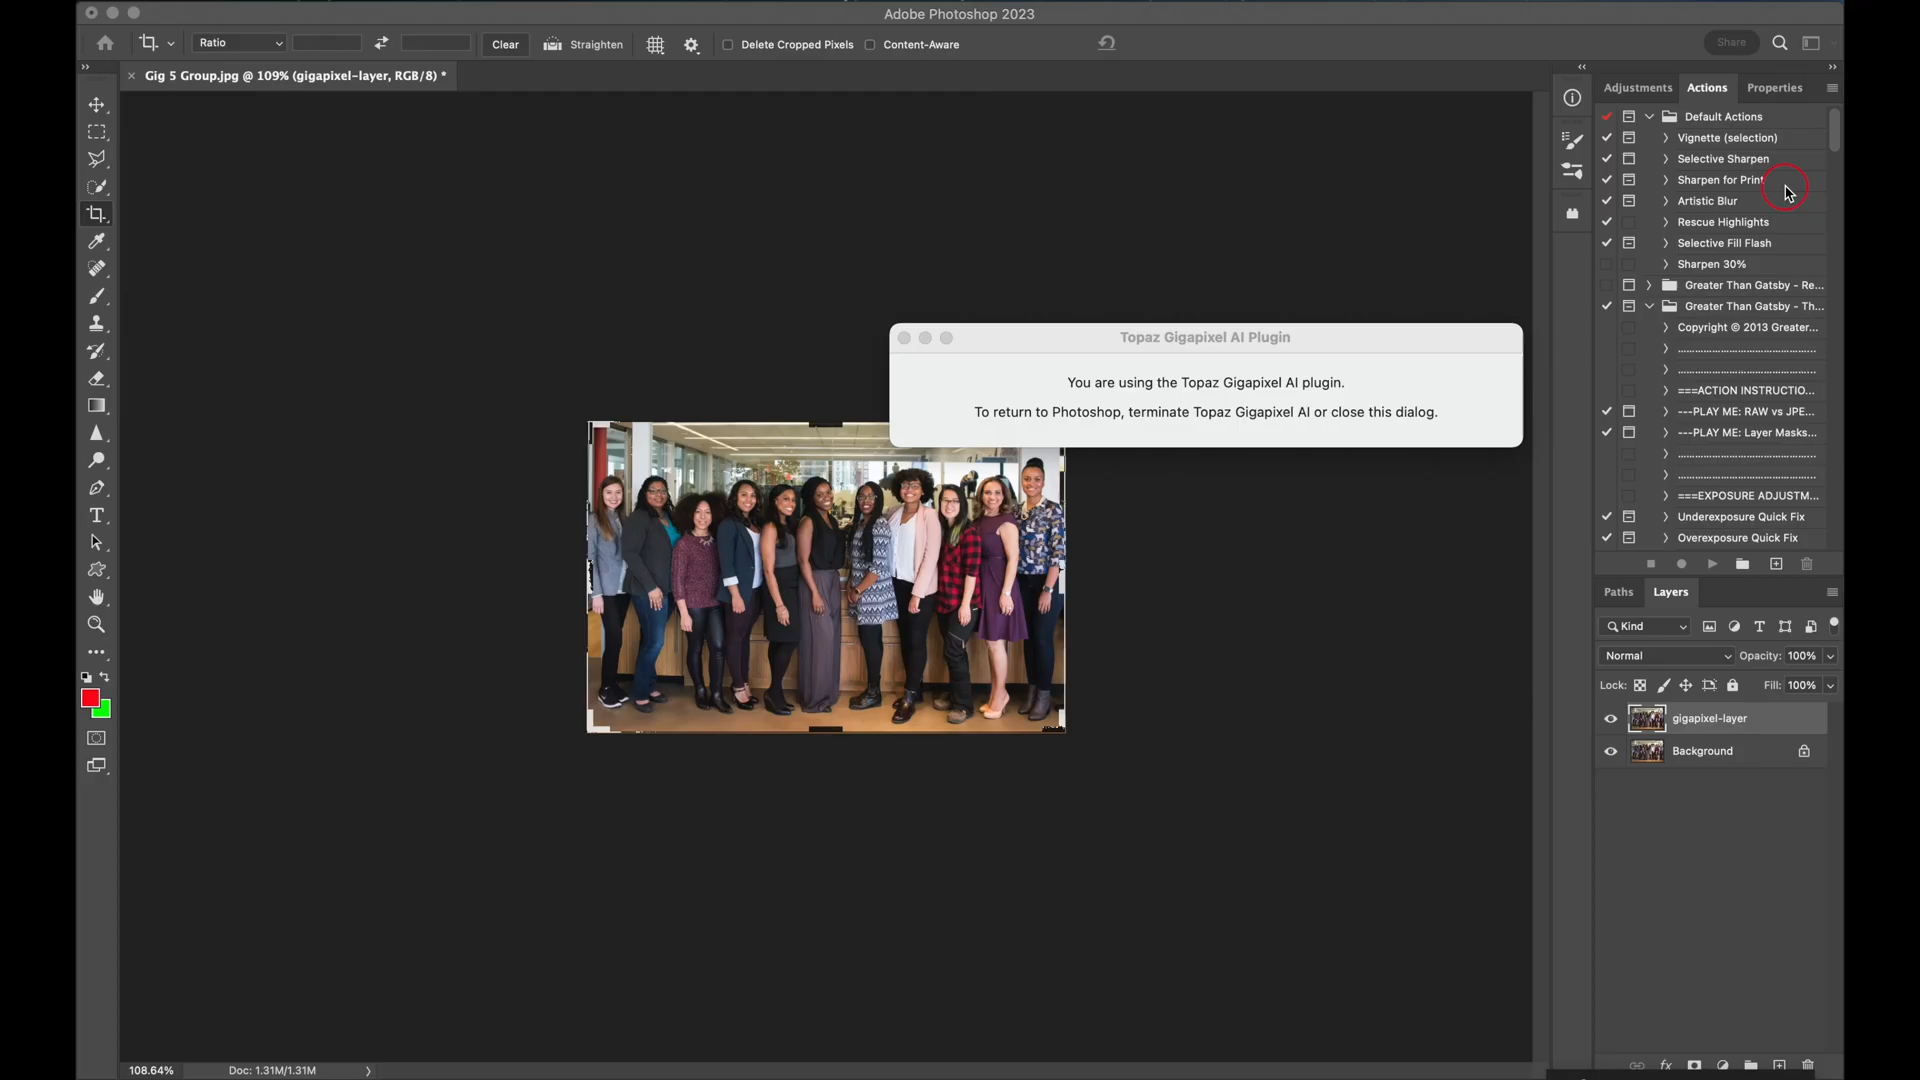 Adobe Photoshop 2023
Ratio
Clear
Straighten
Delete Cropped Pixels
Content-Aware
Share
Gig 5 Group.jpg @ 109% (gigapixel-layer, RGB/8) *
Adjustments
Actions
Properties
Default Actions
Vignette (selection)
Selective Sharpen
Sharpen for Print
Artistic Blur
Rescue Highlights
Selective Fill Flash
Sharpen 30%
Greater Than Gatsby - Re...
Greater Than Gatsby - Th...
Copyright © 2013 Greater...
===ACTION INSTRUCTIO...
---PLAY ME: RAW vs JPE...
---PLAY ME: Layer Masks...
===EXPOSURE ADJUSTM...
Underexposure Quick Fix
Overexposure Quick Fix
Topaz Gigapixel AI Plugin
You are using the Topaz Gigapixel AI plugin.
To return to Photoshop, terminate Topaz Gigapixel AI or close this dialog.
Paths
Layers
Kind
Normal
Opacity: 100%
Lock:
Fill: 100%
gigapixel-layer
Background
108.64%
Doc: 1.31M/1.31M